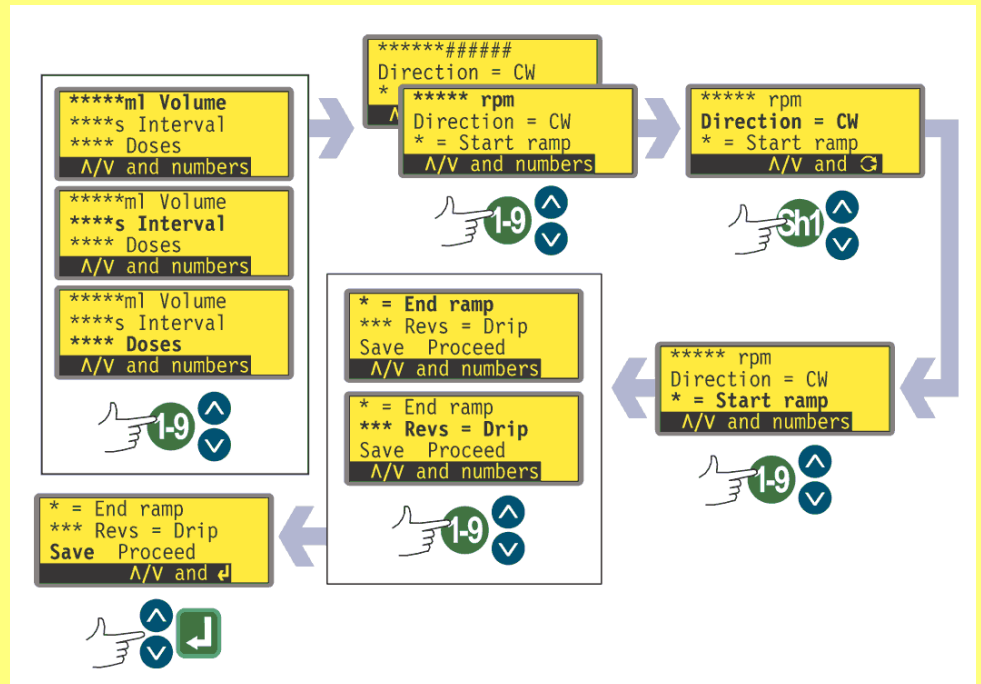 *****ml Volume
****s Interval
**** Doses
Λ/V and numbers
*****ml Volume
****s Interval
**** Doses
Λ/V and numbers
*****ml Volume
****s Interval
**** Doses
Λ/V and numbers
1-9
******######
Direction = CW
*
Λ
***** rpm
Direction = CW
* = Start ramp
Λ/V and numbers
1-9
***** rpm
Direction = CW
* = Start ramp
Λ/V and ⟳
Sh1
***** rpm
Direction = CW
* = Start ramp
Λ/V and numbers
1-9
* = End ramp
*** Revs = Drip
Save Proceed
Λ/V and numbers
* = End ramp
*** Revs = Drip
Save Proceed
Λ/V and numbers
1-9
* = End ramp
*** Revs = Drip
Save Proceed
Λ/V and ↲